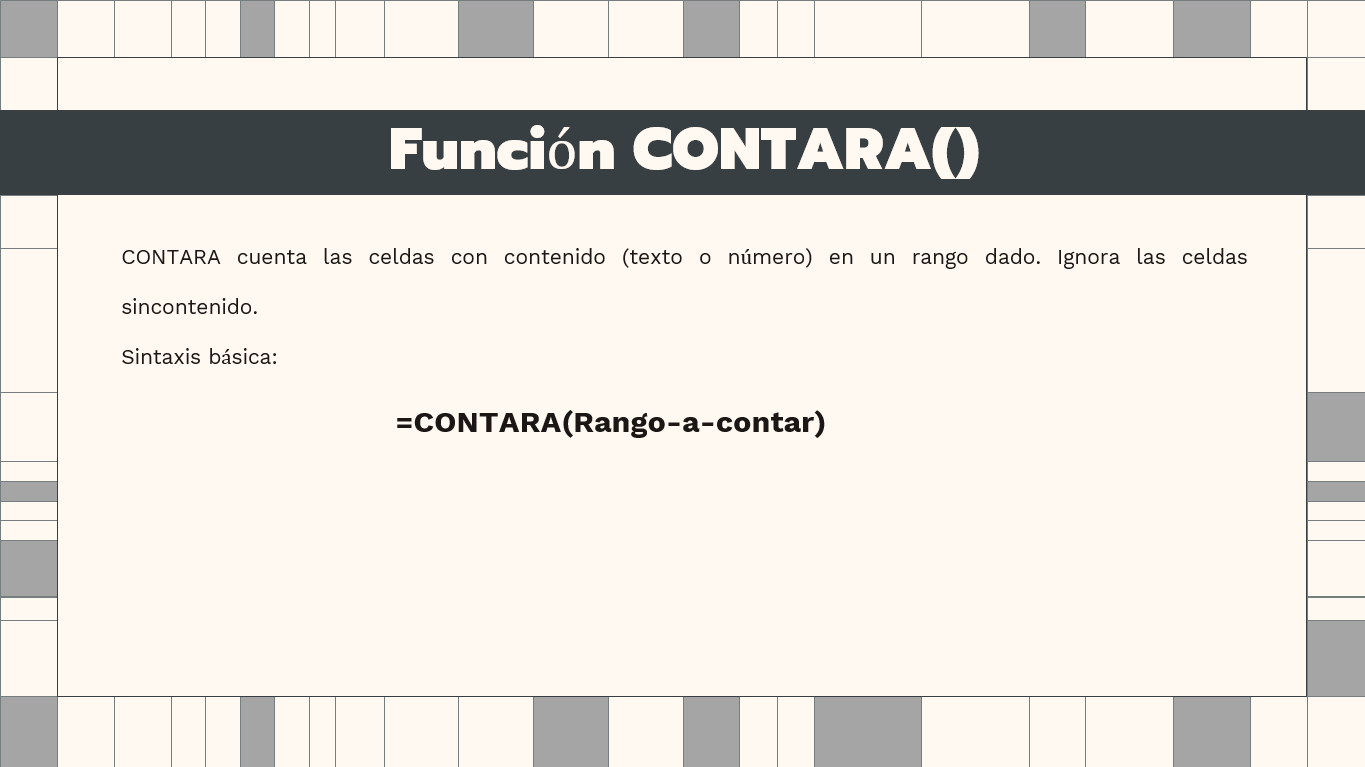 Función CONTARA()
CONTARA cuenta las celdas con contenido (texto o número) en un rango dado. Ignora las celdas
sincontenido.
Sintaxis básica:
=CONTARA(Rango-a-contar)